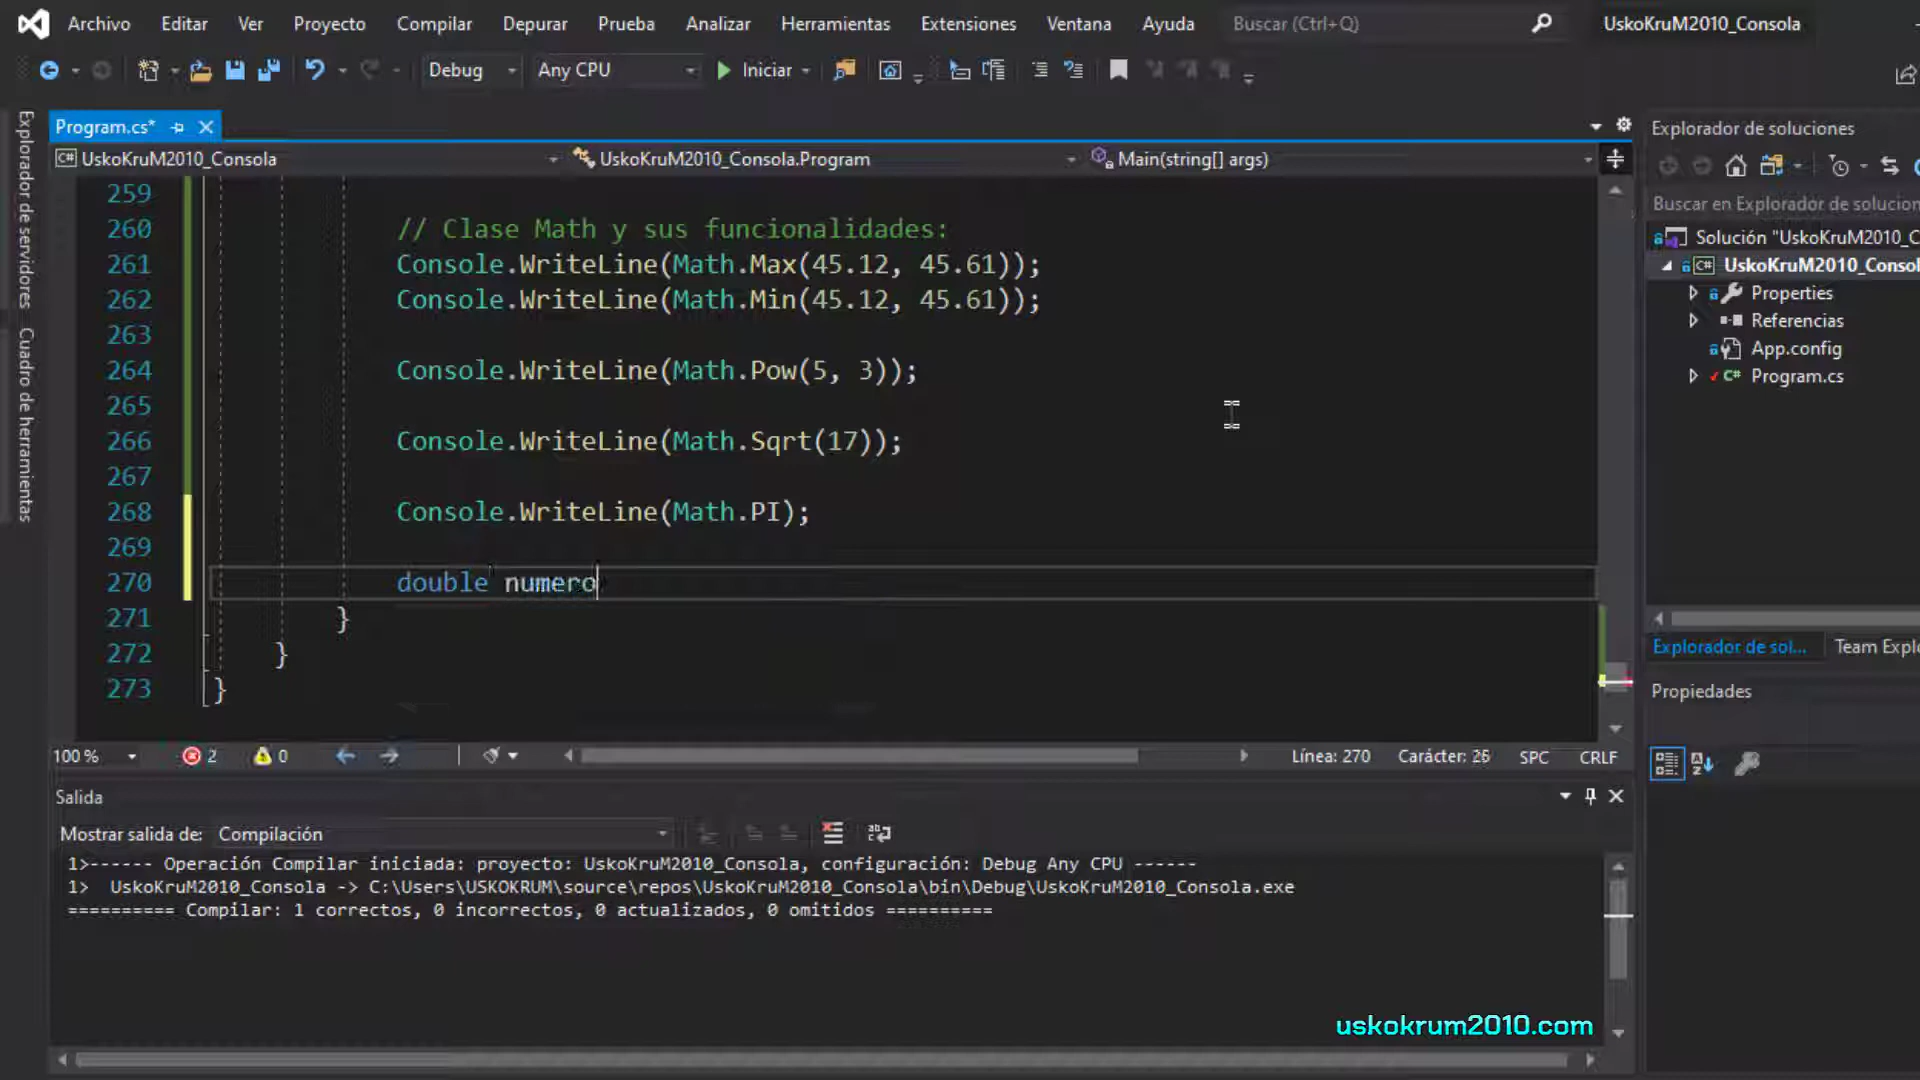 Archivo Editar Ver Proyecto Compilar Depurar Prueba Analizar Herramientas Extensiones Ventana Ayuda Buscar (Ctrl+Q) UskoKruM2010_Consola
Debug Any CPU Iniciar
Explorador de servidores
Cuadro de herramientas
Program.cs*
UskoKruM2010_Consola UskoKruM2010_Consola.Program Main(string[] args)
259
260 // Clase Math y sus funcionalidades:
261 Console.WriteLine(Math.Max(45.12, 45.61));
262 Console.WriteLine(Math.Min(45.12, 45.61));
263
264 Console.WriteLine(Math.Pow(5, 3));
265
266 Console.WriteLine(Math.Sqrt(17));
267
268 Console.WriteLine(Math.PI);
269
270 double numero
271 }
272 }
273 }
100 % 2 0 Línea: 270 Carácter: 26 SPC CRLF
Salida
Mostrar salida de: Compilación
1>------ Operación Compilar iniciada: proyecto: UskoKruM2010_Consola, configuración: Debug Any CPU ------
1> UskoKruM2010_Consola -> C:\Users\USKOKRUM\source\repos\UskoKruM2010_Consola\bin\Debug\UskoKruM2010_Consola.exe
========== Compilar: 1 correctos, 0 incorrectos, 0 actualizados, 0 omitidos ==========
uskokrum2010.com
Explorador de soluciones
Buscar en Explorador de solucion
Solución "UskoKruM2010_C
UskoKruM2010_Consol
Properties
Referencias
App.config
C# Program.cs
Explorador de sol... Team Explo
Propiedades